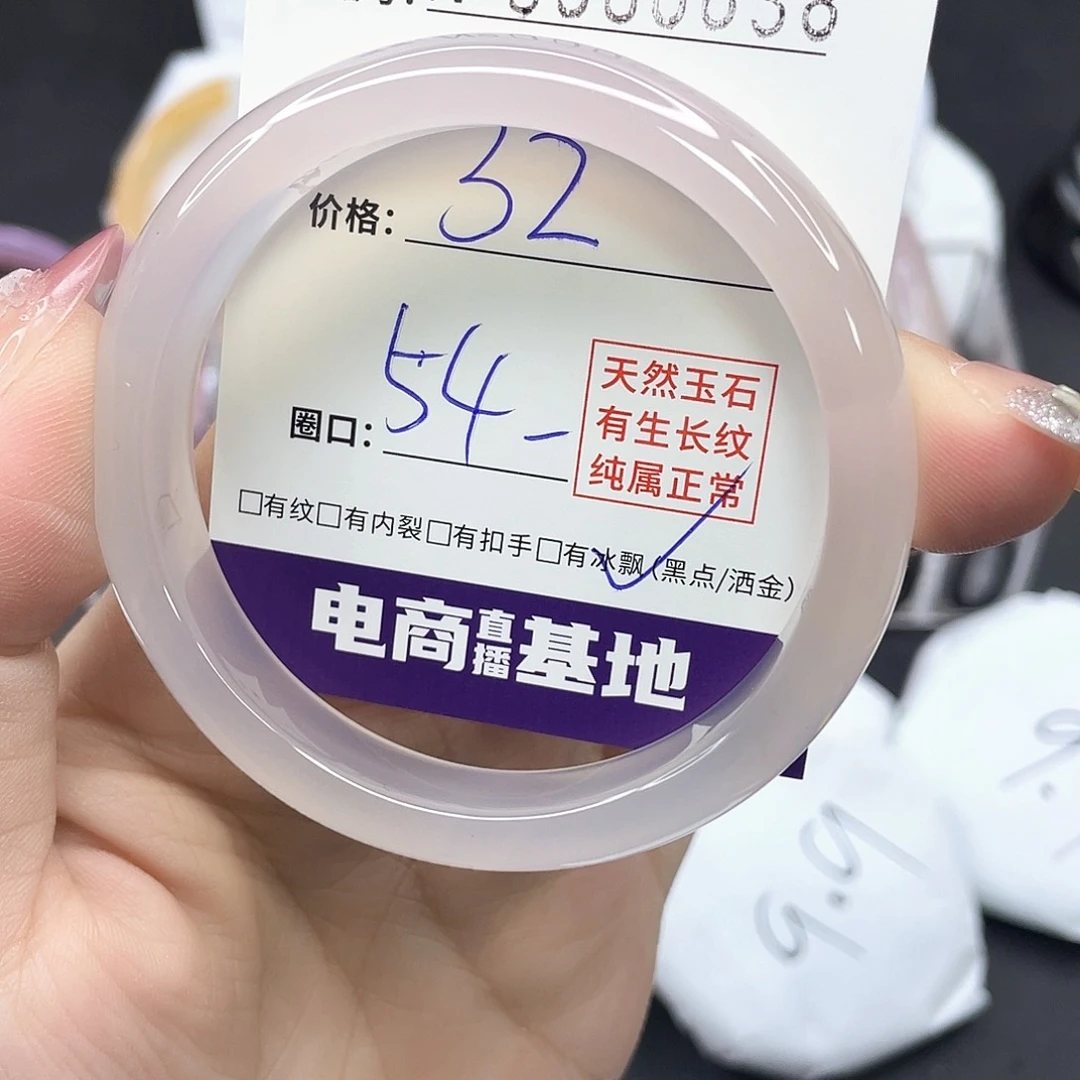 价格: 32
圈口: 54-
天然玉石
有生长纹
纯属正常
□有纹□有内裂□有扣手□有冰飘(黑点/洒金)
电商直播基地
9.9